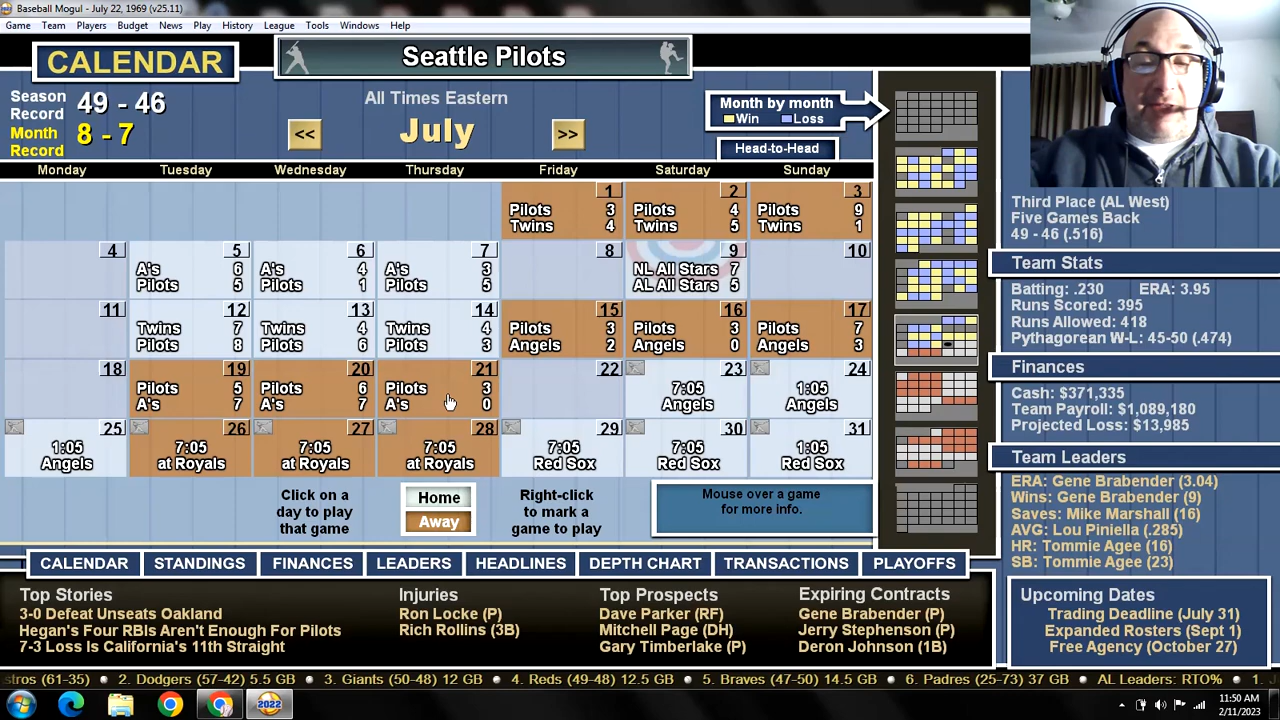 Baseball Mogul - July 22, 1969 (v25.11)
Game Team Players Budget News Play History League Tools Windows Help
CALENDAR
Seattle Pilots
Season Record 49 - 46
Month Record 8 - 7
All Times Eastern
<< July >>
Month by month
Win Loss
Head-to-Head
Monday Tuesday Wednesday Thursday Friday Saturday Sunday
1 2 3
Pilots 3 Pilots 4 Pilots 9
Twins 4 Twins 5 Twins 1
4 5 6 7 8 9 10
A's 6 A's 4 A's 3 NL All Stars 7
Pilots 5 Pilots 1 Pilots 5 AL All Stars 5
11 12 13 14 15 16 17
Twins 7 Twins 4 Twins 4 Pilots 3 Pilots 3 Pilots 7
Pilots 8 Pilots 6 Pilots 3 Angels 2 Angels 0 Angels 3
18 19 20 21 22 23 24
Pilots 5 Pilots 6 Pilots 3 7:05 1:05
A's 7 A's 7 A's 0 Angels Angels
25 26 27 28 29 30 31
1:05 7:05 7:05 7:05 7:05 7:05 1:05
Angels at Royals at Royals at Royals Red Sox Red Sox Red Sox
Click on a day to play that game
Home
Away
Right-click to mark a game to play
Mouse over a game
for more info.
Third Place (AL West)
Five Games Back
49 - 46 (.516)
Team Stats
Batting: .230 ERA: 3.95
Runs Scored: 395
Runs Allowed: 418
Pythagorean W-L: 45-50 (.474)
Finances
Cash: $371,335
Team Payroll: $1,089,180
Projected Loss: $13,985
Team Leaders
ERA: Gene Brabender (3.04)
Wins: Gene Brabender (9)
Saves: Mike Marshall (16)
AVG: Lou Piniella (.285)
HR: Tommie Agee (16)
SB: Tommie Agee (23)
CALENDAR STANDINGS FINANCES LEADERS HEADLINES DEPTH CHART TRANSACTIONS PLAYOFFS
Top Stories
3-0 Defeat Unseats Oakland
Hegan's Four RBIs Aren't Enough For Pilots
7-3 Loss Is California's 11th Straight
Injuries
Ron Locke (P)
Rich Rollins (3B)
Top Prospects
Dave Parker (RF)
Mitchell Page (DH)
Gary Timberlake (P)
Expiring Contracts
Gene Brabender (P)
Jerry Stephenson (P)
Deron Johnson (1B)
Upcoming Dates
Trading Deadline (July 31)
Expanded Rosters (Sept 1)
Free Agency (October 27)
stros (61-35) 2. Dodgers (57-42) 5.5 GB 3. Giants (50-48) 12 GB 4. Reds (49-48) 12.5 GB 5. Braves (47-50) 14.5 GB 6. Padres (25-73) 37 GB AL Leaders: RTO%
2022
11:50 AM
2/11/2023